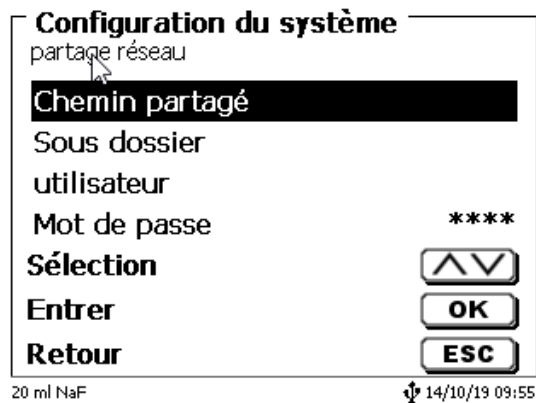 Configuration du système
partage réseau
Chemin partagé
Sous dossier
utilisateur
Mot de passe ****
Sélection
Entrer OK
Retour ESC
20 ml NaF 14/10/19 09:55